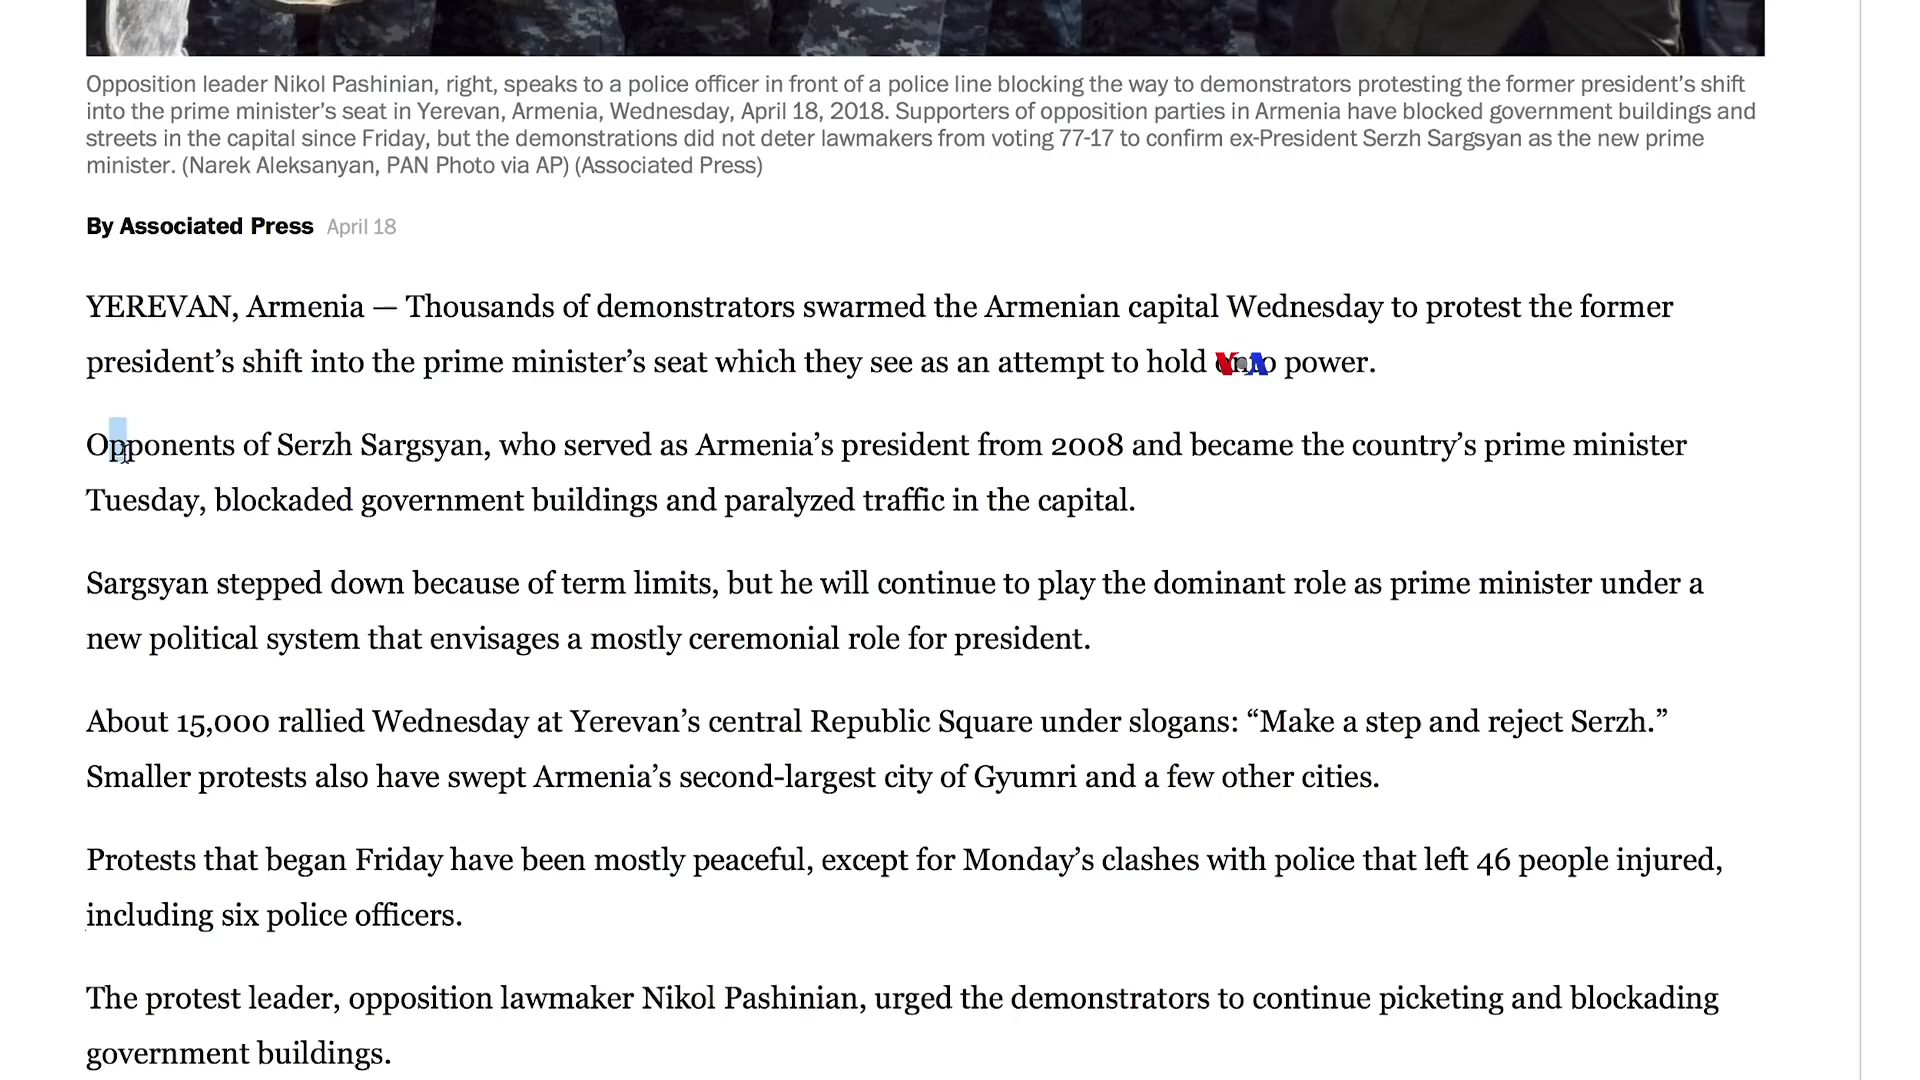 Opposition leader Nikol Pashinian, right, speaks to a police officer in front of a police line blocking the way to demonstrators protesting the former president’s shift
into the prime minister’s seat in Yerevan, Armenia, Wednesday, April 18, 2018. Supporters of opposition parties in Armenia have blocked government buildings and
streets in the capital since Friday, but the demonstrations did not deter lawmakers from voting 77-17 to confirm ex-President Serzh Sargsyan as the new prime
minister. (Narek Aleksanyan, PAN Photo via AP) (Associated Press)
By Associated Press April 18
YEREVAN, Armenia — Thousands of demonstrators swarmed the Armenian capital Wednesday to protest the former
president’s shift into the prime minister’s seat which they see as an attempt to hold onto power.
Opponents of Serzh Sargsyan, who served as Armenia’s president from 2008 and became the country’s prime minister
Tuesday, blockaded government buildings and paralyzed traffic in the capital.
Sargsyan stepped down because of term limits, but he will continue to play the dominant role as prime minister under a
new political system that envisages a mostly ceremonial role for president.
About 15,000 rallied Wednesday at Yerevan’s central Republic Square under slogans: “Make a step and reject Serzh.”
Smaller protests also have swept Armenia’s second-largest city of Gyumri and a few other cities.
Protests that began Friday have been mostly peaceful, except for Monday’s clashes with police that left 46 people injured,
including six police officers.
The protest leader, opposition lawmaker Nikol Pashinian, urged the demonstrators to continue picketing and blockading
government buildings.
VOA